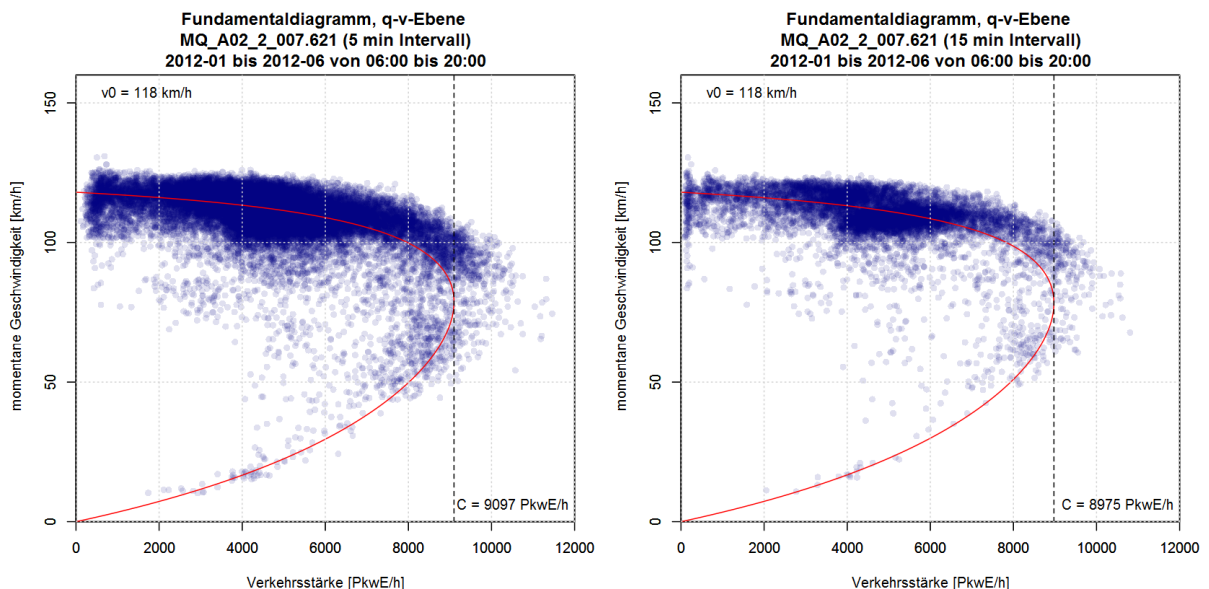 Fundamentaldiagramm, q-v-Ebene
MQ_A02_2_007.621 (5 min Intervall)
2012-01 bis 2012-06 von 06:00 bis 20:00
v0 = 118 km/h
150
100
50
0
momentane Geschwindigkeit [km/h]
C = 9097 PkwE/h
0 2000 4000 6000 8000 10000 12000
Verkehrsstärke [PkwE/h]
Fundamentaldiagramm, q-v-Ebene
MQ_A02_2_007.621 (15 min Intervall)
2012-01 bis 2012-06 von 06:00 bis 20:00
v0 = 118 km/h
150
100
50
0
momentane Geschwindigkeit [km/h]
C = 8975 PkwE/h
0 2000 4000 6000 8000 10000 12000
Verkehrsstärke [PkwE/h]